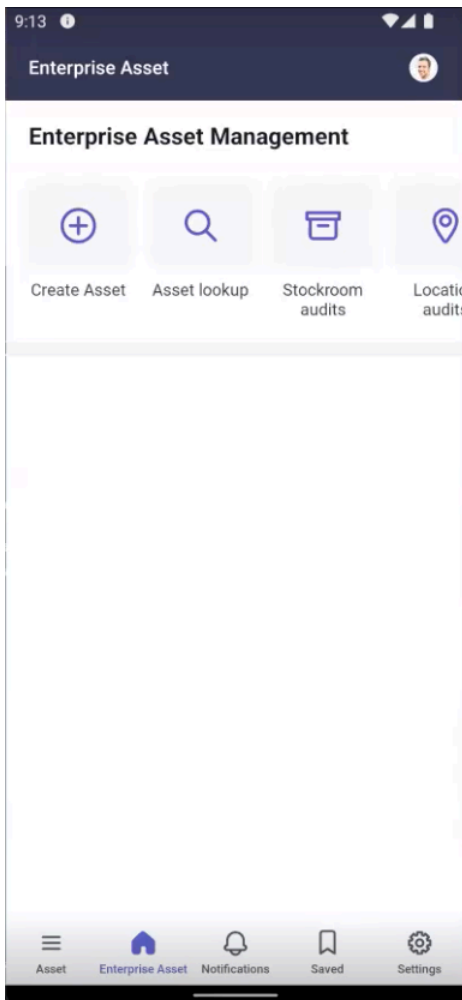 9:13
Enterprise Asset
Enterprise Asset Management
Create Asset
Asset lookup
Stockroom
audits
Asset
Enterprise Asset
Notifications
Saved
Settings